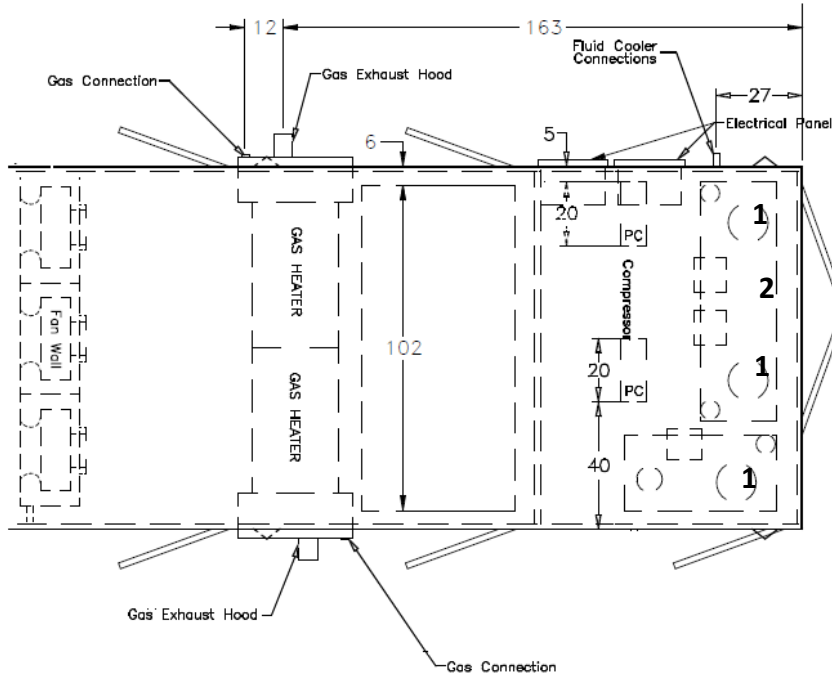 12
163
Fluid Cooler
Connections
Gas Connection
Gas Exhaust Hood
27
Electrical Panel
6
5
20
PC
1
GAS HEATER
Compressor
2
Fan Wall
102
20
PC
1
GAS HEATER
40
1
Gas Exhaust Hood
Gas Connection